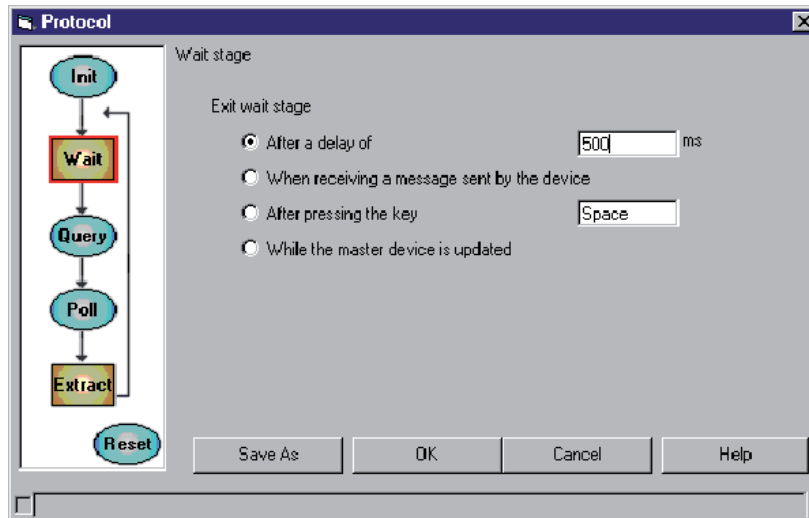 Protocol
Wait stage
Init
Exit wait stage
After a delay of 500 ms
Wait
When receiving a message sent by the device
After pressing the key Space
Query
While the master device is updated
Poll
Extract
Reset
Save As OK Cancel Help